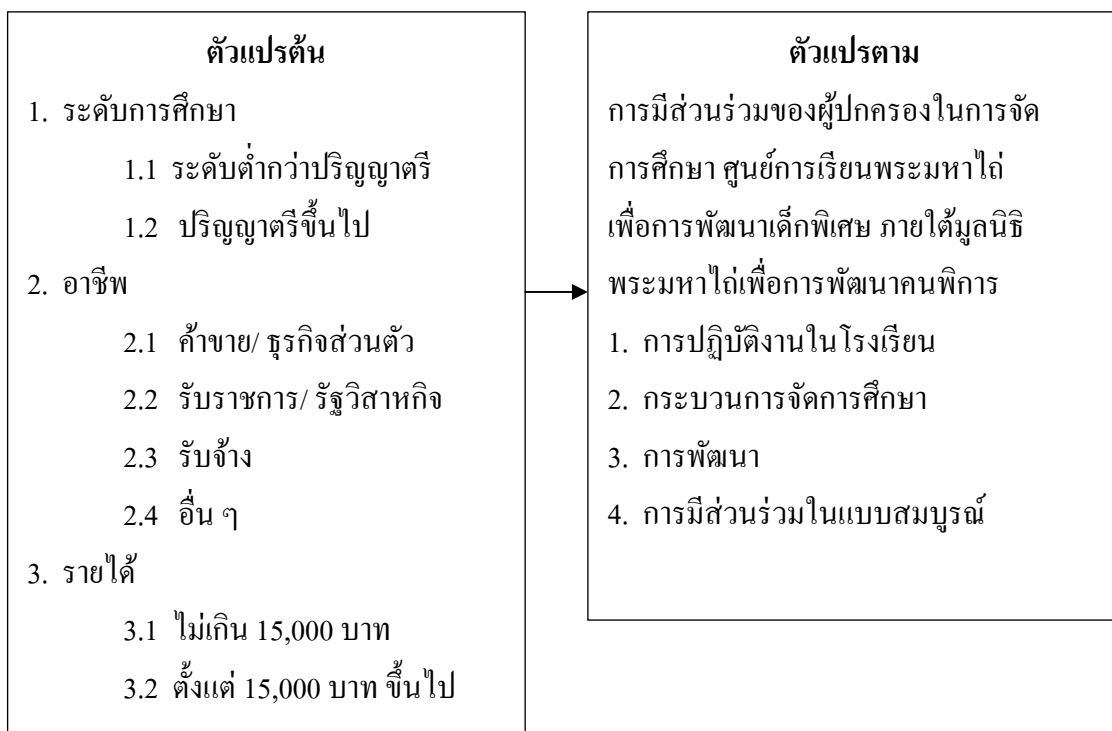 ตัวแปรต้น
1. ระดับการศึกษา
1.1 ระดับต่ำกว่าปริญญาตรี
1.2 ปริญญาตรีขึ้นไป
2. อาชีพ
2.1 ค้าขาย/ ธุรกิจส่วนตัว
2.2 รับราชการ/ รัฐวิสาหกิจ
2.3 รับจ้าง
2.4 อื่น ๆ
3. รายได้
3.1 ไม่เกิน 15,000 บาท
3.2 ตั้งแต่ 15,000 บาท ขึ้นไป
ตัวแปรตาม
การมีส่วนร่วมของผู้ปกครองในการจัด
การศึกษา ศูนย์การเรียนพระมหาไถ่
เพื่อการพัฒนาเด็กพิเศษ ภายใต้มูลนิธิ
พระมหาไถ่เพื่อการพัฒนาคนพิการ
1. การปฏิบัติงานในโรงเรียน
2. กระบวนการจัดการศึกษา
3. การพัฒนา
4. การมีส่วนร่วมในแบบสมบูรณ์